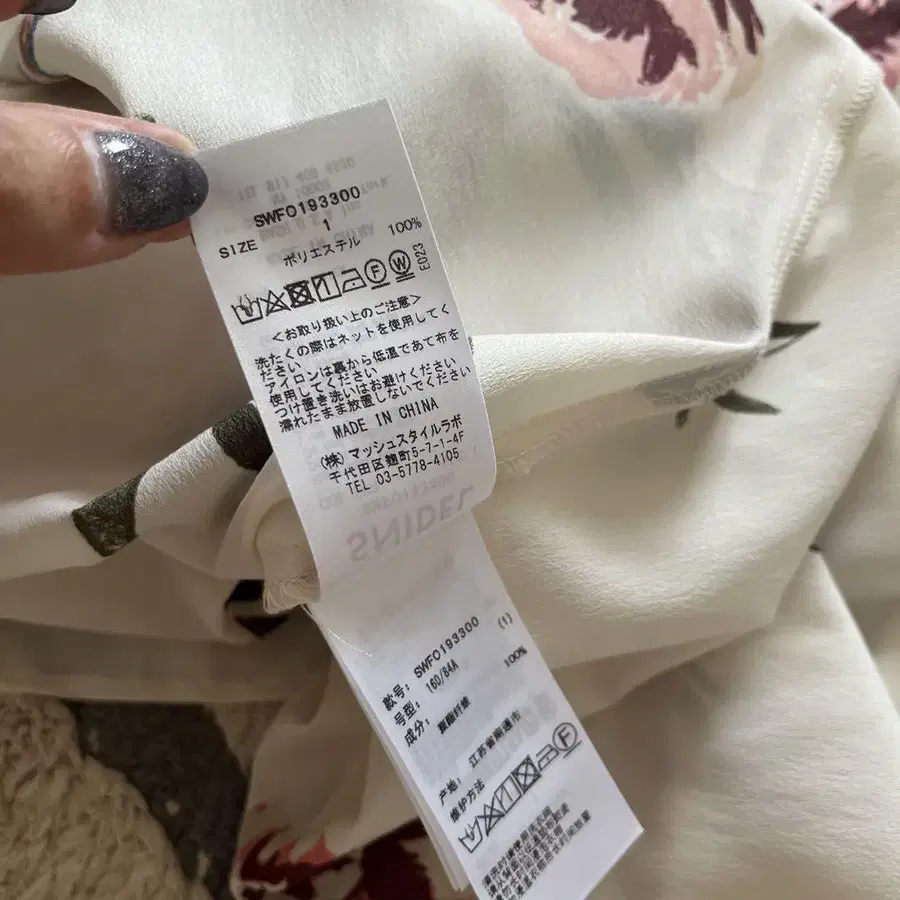 SWFO193300
SIZE 1
ポリエステル 100%
F W E023
<お取り扱い上のご注意>
洗たくの際はネットを使用してく
ださい
アイロンは裏から低温であて布を
使用してください
つけ置き洗いはお避けください
濡れたまま放置しないでください
MADE IN CHINA
(株)マッシュスタイルラボ
千代田区麹町5-7-1-4F
TEL 03-5778-4105
SNIDEL
款号: SWFO193300 (1)
号型: 160/84A
成分: 聚酯纤维 100%
产地: 江苏省南通市
维护方法
F